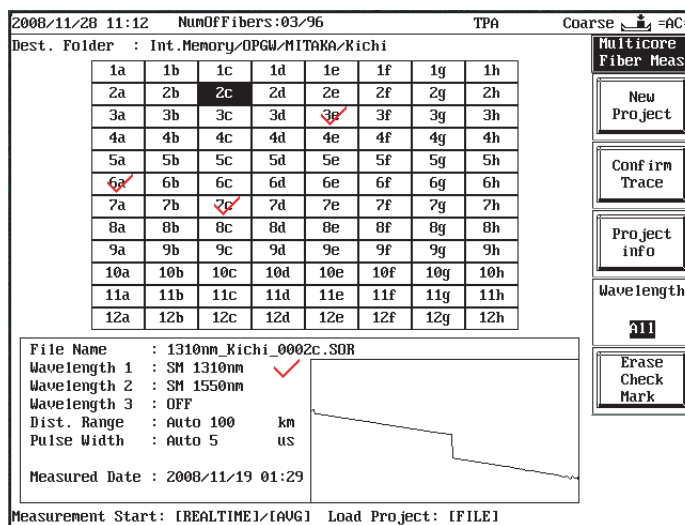 2008/11/28 11:12 NumOfFibers:03/96 TPA Coarse =AC=
Dest. Folder : Int.Memory/OPGW/MITAKA/Kichi
Multicore
Fiber Meas
1a 1b 1c 1d 1e 1f 1g 1h
2a 2b 2c 2d 2e 2f 2g 2h
3a 3b 3c 3d 3e 3f 3g 3h
4a 4b 4c 4d 4e 4f 4g 4h
5a 5b 5c 5d 5e 5f 5g 5h
6a 6b 6c 6d 6e 6f 6g 6h
7a 7b 7c 7d 7e 7f 7g 7h
8a 8b 8c 8d 8e 8f 8g 8h
9a 9b 9c 9d 9e 9f 9g 9h
10a 10b 10c 10d 10e 10f 10g 10h
11a 11b 11c 11d 11e 11f 11g 11h
12a 12b 12c 12d 12e 12f 12g 12h
New
Project
Confirm
Trace
Project
info
Wavelength
All
Erase
Check
Mark
File Name : 1310nm_Kichi_0002c.SOR
Wavelength 1 : SM 1310nm
Wavelength 2 : SM 1550nm
Wavelength 3 : OFF
Dist. Range : Auto 100 km
Pulse Width : Auto 5 us
Measured Date : 2008/11/19 01:29
Measurement Start: [REALTIME]/[AVG] Load Project: [FILE]